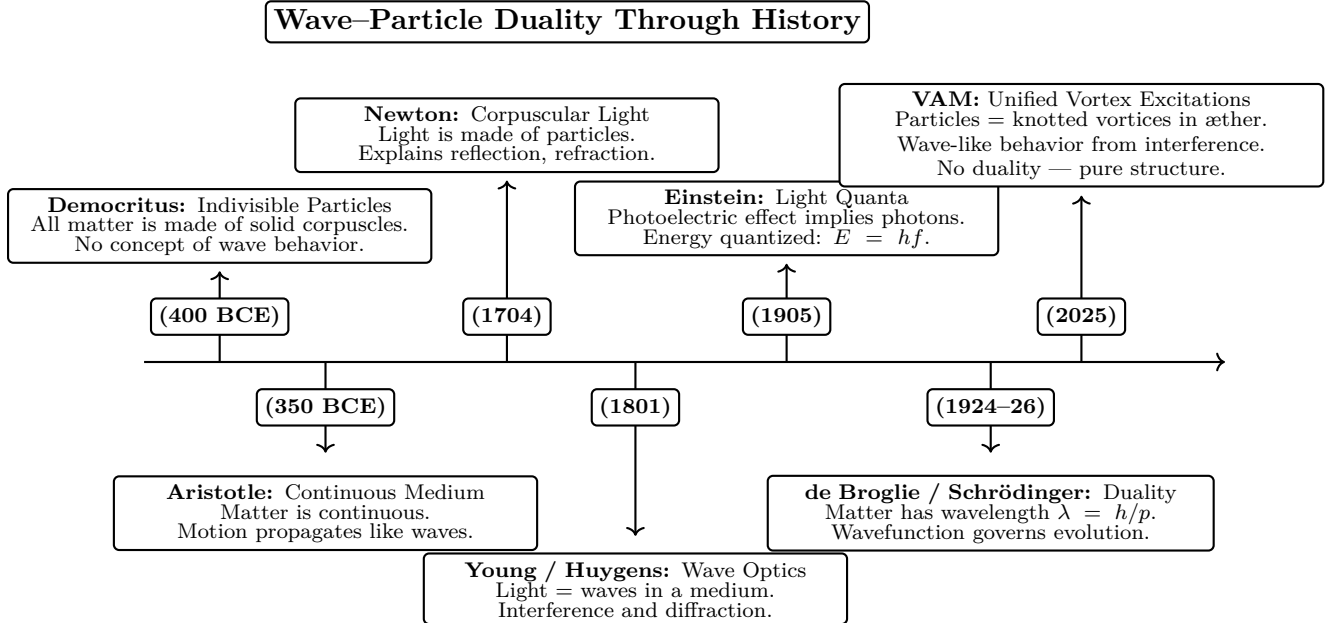 Wave–Particle Duality Through History
VAM: Unified Vortex Excitations
Particles = knotted vortices in æther.
Wave-like behavior from interference.
No duality — pure structure.
Newton: Corpuscular Light
Light is made of particles.
Explains reflection, refraction.
Einstein: Light Quanta
Photoelectric effect implies photons.
Energy quantized: E = hf.
Democritus: Indivisible Particles
All matter is made of solid corpuscles.
No concept of wave behavior.
(400 BCE)
(1704)
(1905)
(2025)
(350 BCE)
(1801)
(1924–26)
Aristotle: Continuous Medium
Matter is continuous.
Motion propagates like waves.
de Broglie / Schrödinger: Duality
Matter has wavelength λ = h/p.
Wavefunction governs evolution.
Young / Huygens: Wave Optics
Light = waves in a medium.
Interference and diffraction.